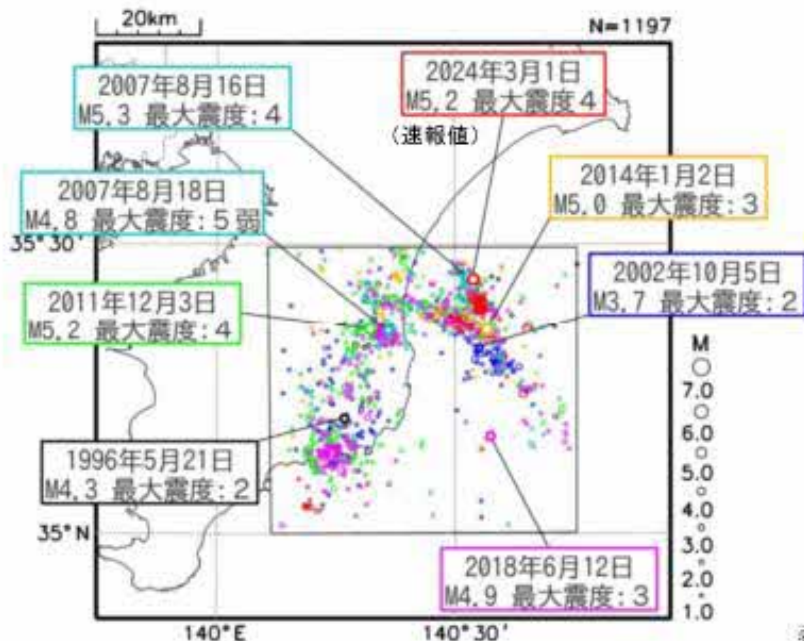 20km
N=1197
2007年8月16日
M5.3 最大震度:4
2024年3月1日
M5.2 最大震度4
(速報値)
2007年8月18日
M4.8 最大震度:5弱
2014年1月2日
M5.0 最大震度:3
35°30'
2002年10月5日
M3.7 最大震度:2
2011年12月3日
M5.2 最大震度:4
M
7.0
6.0
5.0
4.0
3.0
2.0
1.0
1996年5月21日
M4.3 最大震度:2
35°N
2018年6月12日
M4.9 最大震度:3
140°E
140°30'